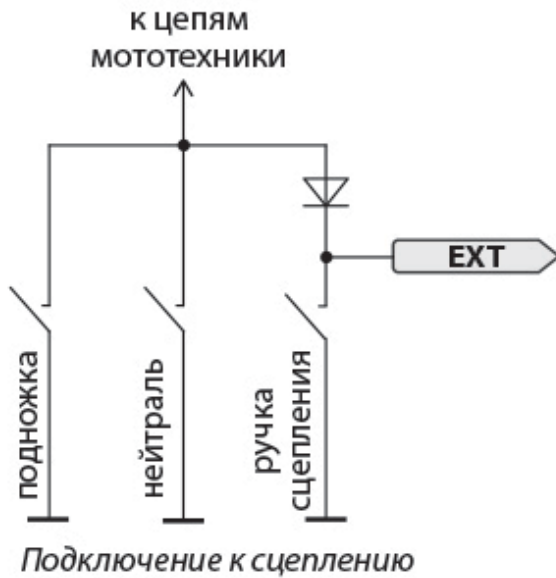 к цепям
мототехники
EXT
подножка
нейтраль
ручка
сцепления
Подключение к сцеплению